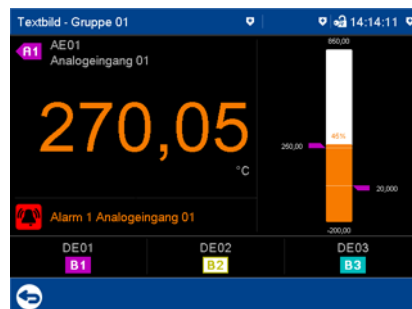 Textbild - Gruppe 01
14:14:11
A1
AE01
Analogeingang 01
270,05
°C
Alarm 1 Analogeingang 01
850,00
45%
250,00
20,000
-200,00
DE01
DE02
DE03
B1
B2
B3